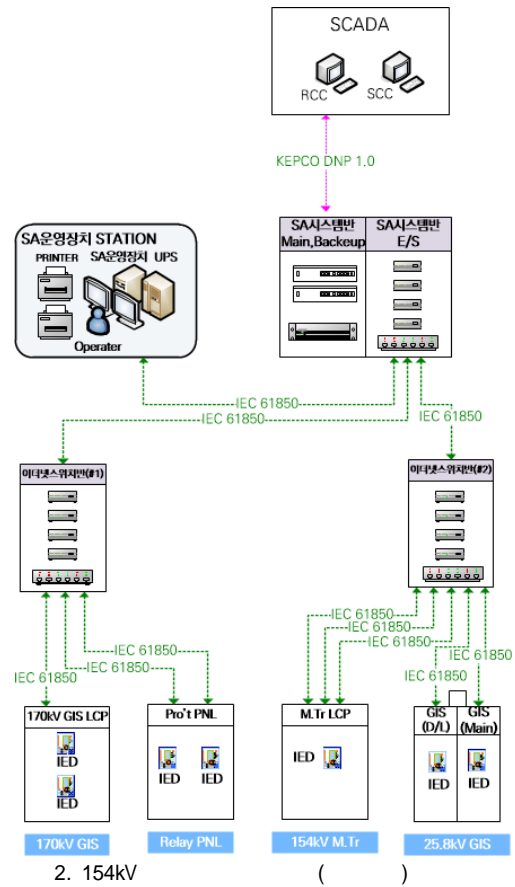 SCADA
RCC
SCC
KEPCO DNP 1.0
SA운영장치 STATION
PRINTER SA운영장치 UPS
Operater
SA시스템반
Main,Backeup
SA시스템반
E/S
IEC 61850
IEC 61850
IEC 61850
이더넷스위치반(#1)
이더넷스위치반(#2)
IEC 61850
IEC 61850
IEC 61850
IEC 61850
IEC 61850
IEC 61850
IEC 61850
IEC 61850
170kV GIS LCP
IED
IED
Pro't PNL
IED
IED
M.Tr LCP
IED
GIS
(D/L)
IED
GIS
(Main)
IED
170kV GIS
Relay PNL
154kV M.Tr
25.8kV GIS
2. 154kV ( )